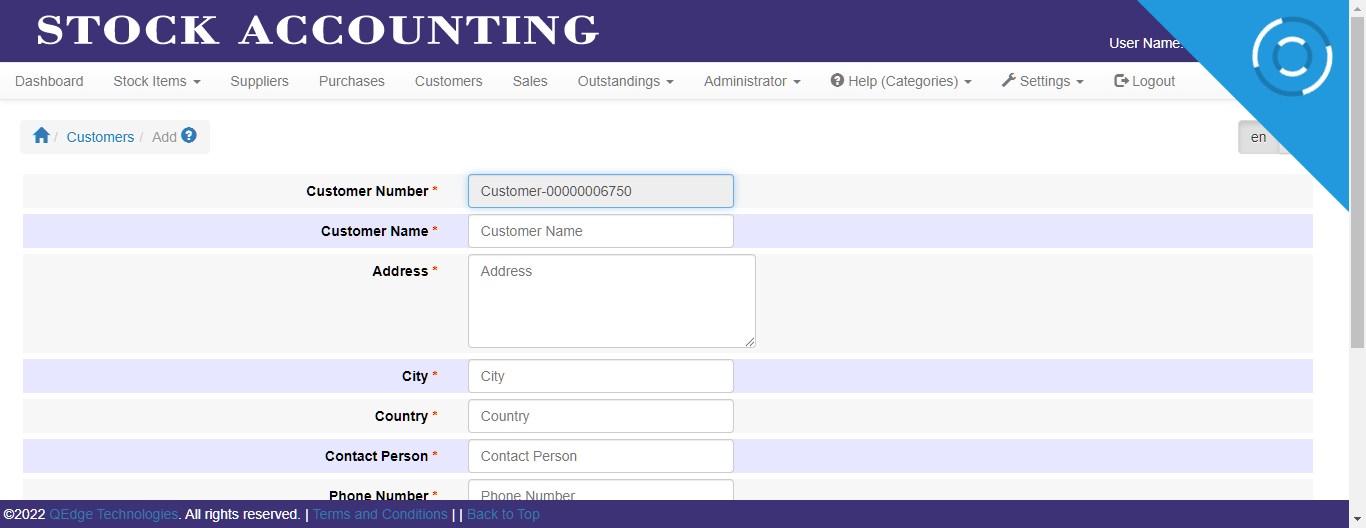 STOCK ACCOUNTING
User Name:
Dashboard Stock Items Suppliers Purchases Customers Sales Outstandings Administrator Help (Categories) Settings Logout
/ Customers / Add
en
Customer Number * Customer-00000006750
Customer Name * Customer Name
Address * Address
City * City
Country * Country
Contact Person * Contact Person
Phone Number * Phone Number
©2022 QEdge Technologies. All rights reserved. | Terms and Conditions | | Back to Top